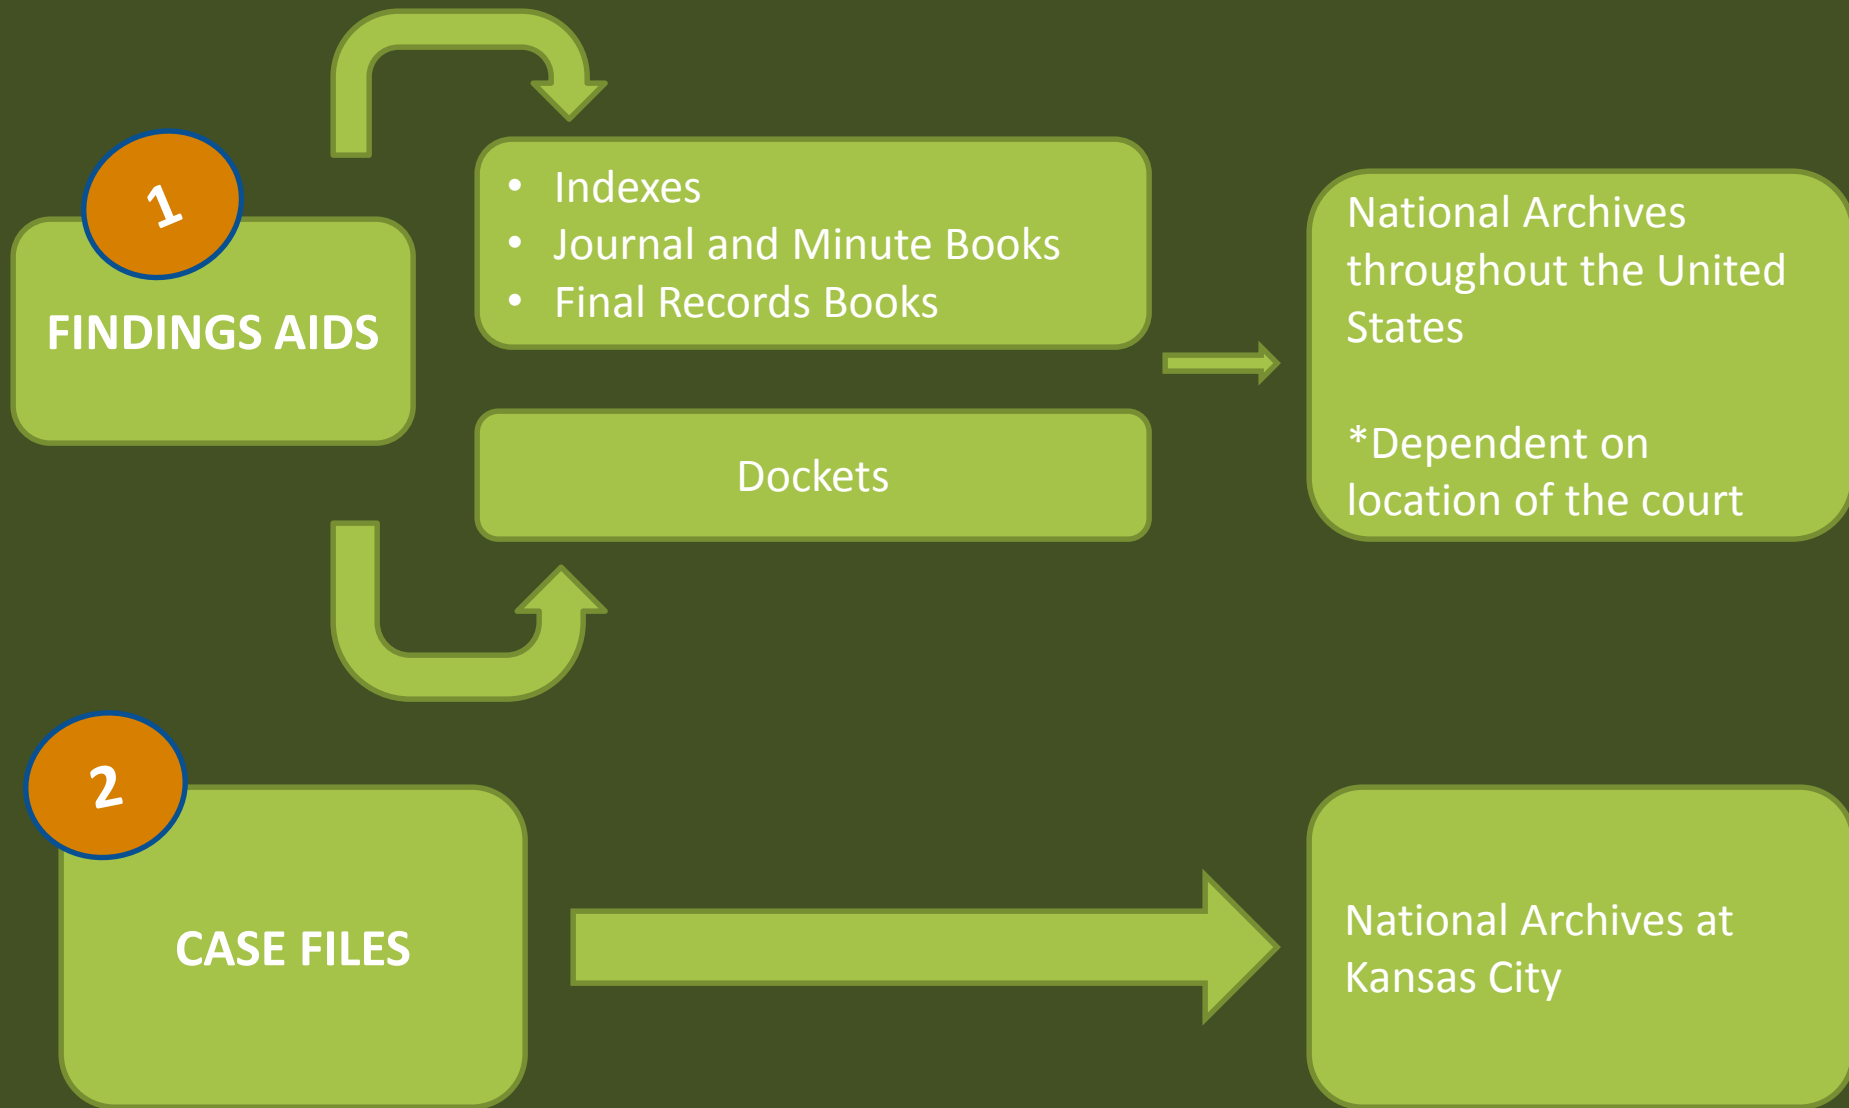 1
FINDINGS AIDS
• Indexes
• Journal and Minute Books
• Final Records Books
Dockets
National Archives
throughout the United
States
*Dependent on
location of the court
2
CASE FILES
National Archives at
Kansas City